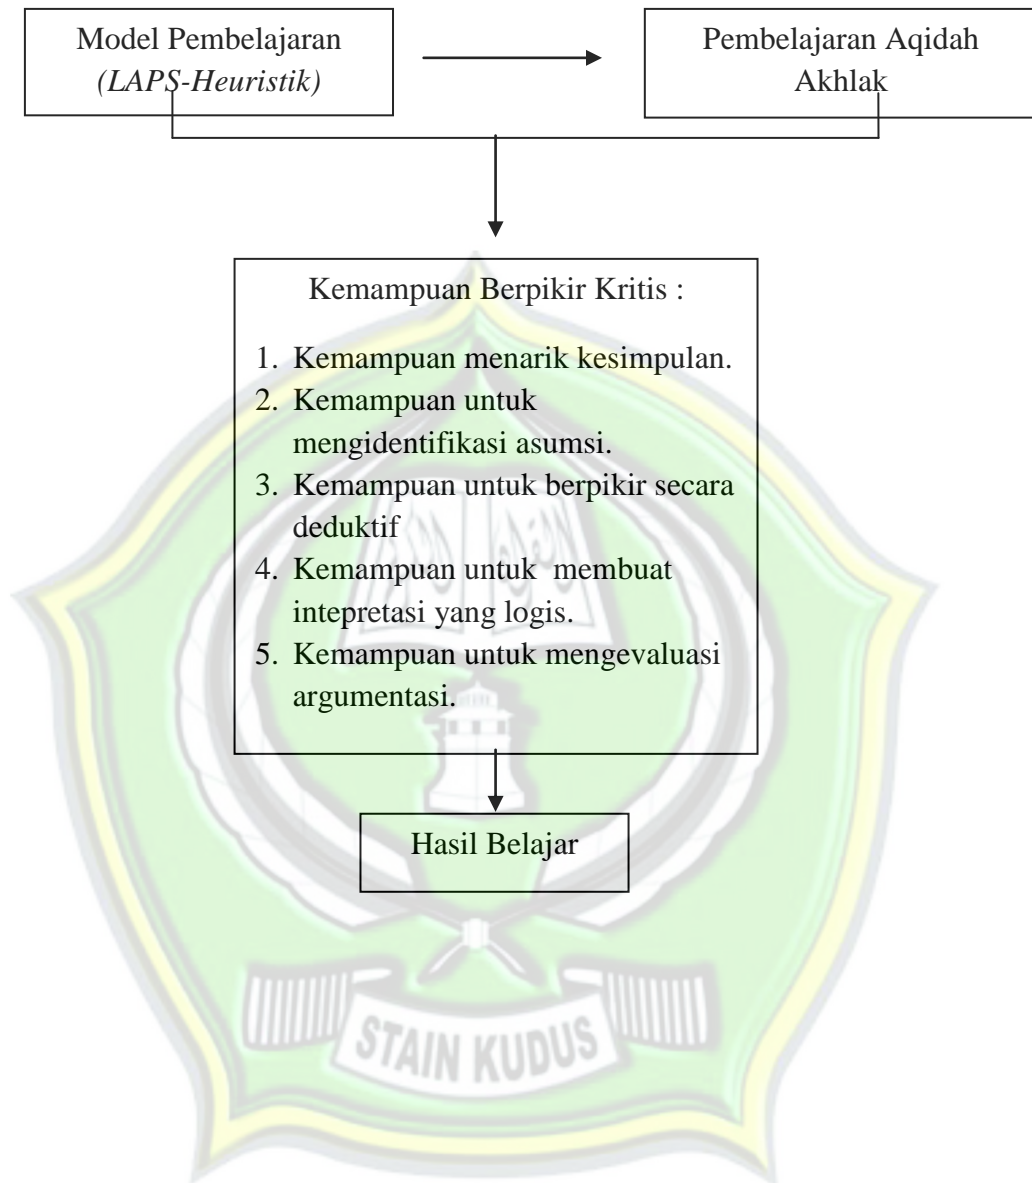 Model Pembelajaran
(LAPS-Heuristik)
Pembelajaran Aqidah
Akhlak
Kemampuan Berpikir Kritis :
1. Kemampuan menarik kesimpulan.
2. Kemampuan untuk
mengidentifikasi asumsi.
3. Kemampuan untuk berpikir secara
deduktif
4. Kemampuan untuk membuat
intepretasi yang logis.
5. Kemampuan untuk mengevaluasi
argumentasi.
Hasil Belajar
STAIN KUDUS